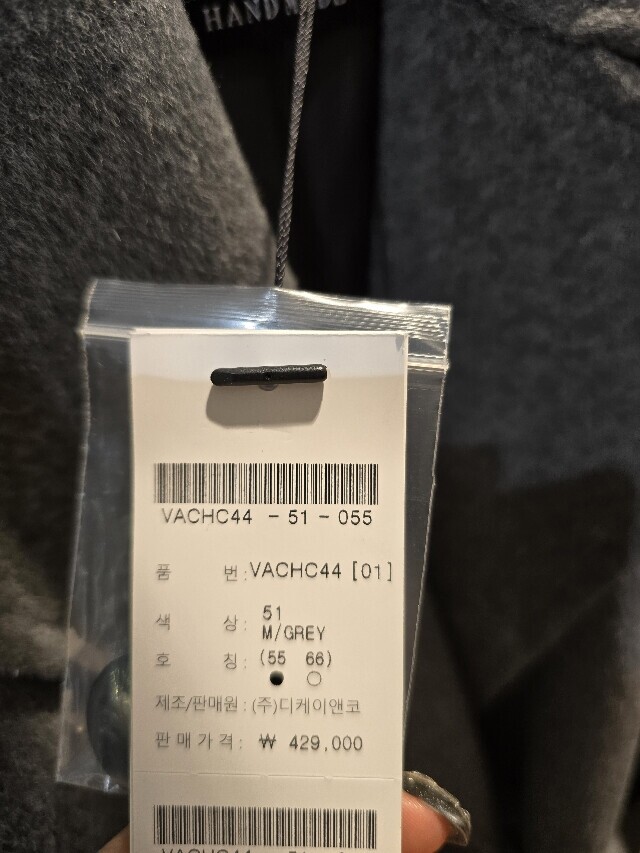 HANDMADE
VACHC44 - 51 - 055
품 번 : VACHC44 [01]
색 상 : 51
M/GREY
호 칭 : (55 66)
제조/판매원 : (주)디케이앤코
판매가격 : ₩ 429,000